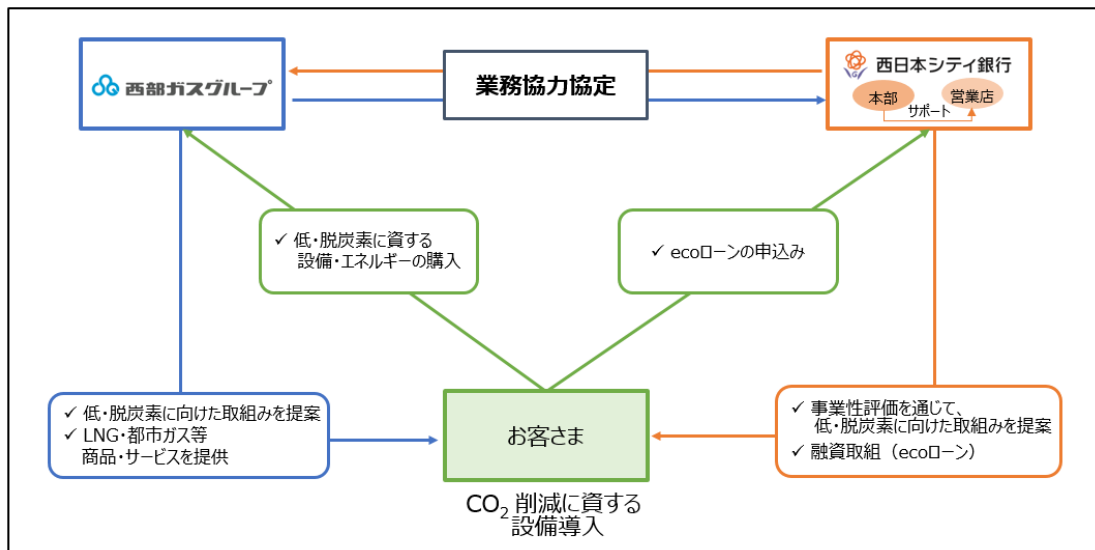 西部ガスグループ
業務協力協定
西日本シティ銀行
本部
営業店
サポート
✓ 低・脱炭素に資する
設備・エネルギーの購入
✓ ecoローンの申込み
✓ 低・脱炭素に向けた取組みを提案
✓ LNG・都市ガス等
商品・サービスを提供
お客さま
✓ 事業性評価を通じて、
低・脱炭素に向けた取組みを提案
✓ 融資取組（ecoローン）
CO₂ 削減に資する
設備導入